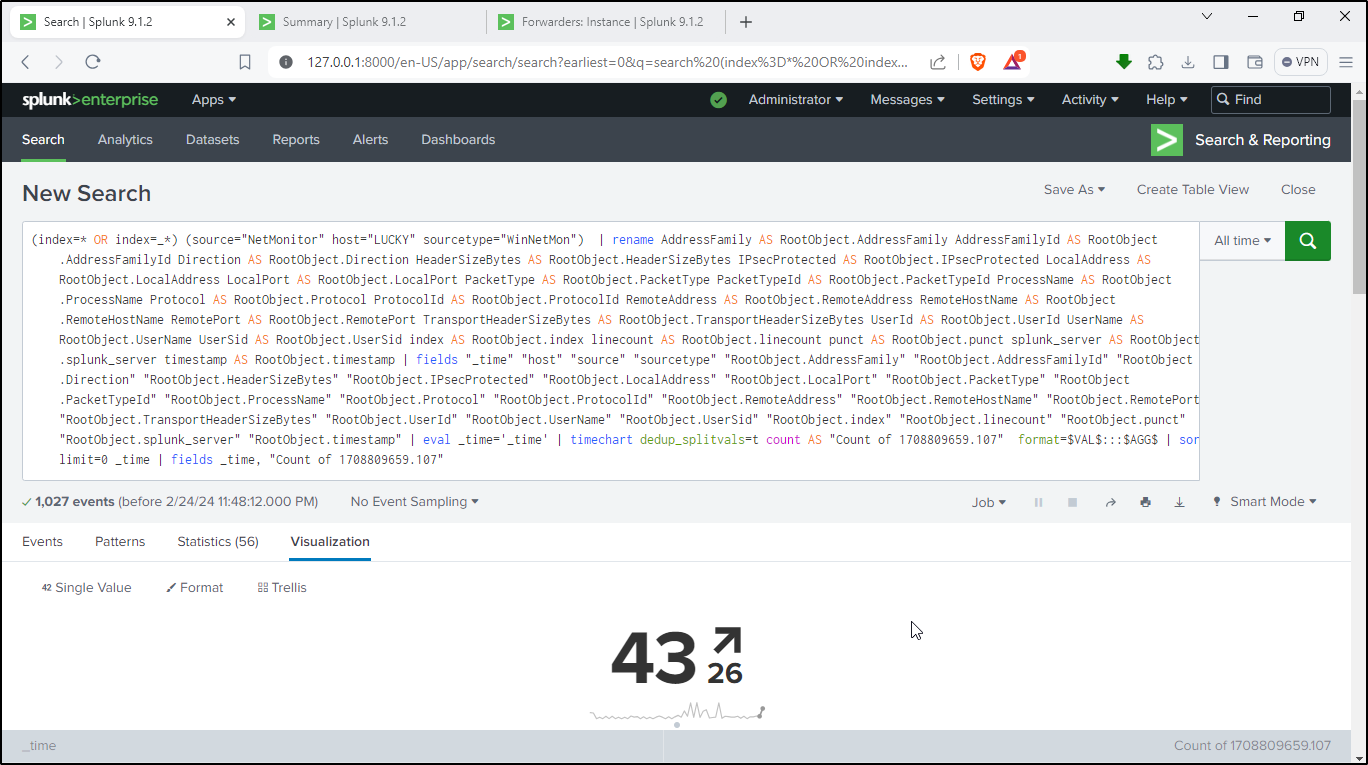 Search | Splunk 9.1.2
Summary | Splunk 9.1.2
Forwarders: Instance | Splunk 9.1.2
127.0.0.1:8000/en-US/app/search/search?earliest=0&q=search%20(index%3D*%20OR%20index...
1
VPN
splunk>enterprise Apps Administrator Messages Settings Activity Help Find
Search Analytics Datasets Reports Alerts Dashboards Search & Reporting
New Search Save As Create Table View Close
(index=* OR index=_*) (source="NetMonitor" host="LUCKY" sourcetype="WinNetMon")  | rename AddressFamily AS RootObject.AddressFamily AddressFamilyId AS RootObject
.AddressFamilyId Direction AS RootObject.Direction HeaderSizeBytes AS RootObject.HeaderSizeBytes IPsecProtected AS RootObject.IPsecProtected LocalAddress AS
RootObject.LocalAddress LocalPort AS RootObject.LocalPort PacketType AS RootObject.PacketType PacketTypeId AS RootObject.PacketTypeId ProcessName AS RootObject
.ProcessName Protocol AS RootObject.Protocol ProtocolId AS RootObject.ProtocolId RemoteAddress AS RootObject.RemoteAddress RemoteHostName AS RootObject
.RemoteHostName RemotePort AS RootObject.RemotePort TransportHeaderSizeBytes AS RootObject.TransportHeaderSizeBytes UserId AS RootObject.UserId UserName AS
RootObject.UserName UserSid AS RootObject.UserSid index AS RootObject.index linecount AS RootObject.linecount punct AS RootObject.punct splunk_server AS RootObject
.splunk_server timestamp AS RootObject.timestamp | fields "_time" "host" "source" "sourcetype" "RootObject.AddressFamily" "RootObject.AddressFamilyId" "RootObject
.Direction" "RootObject.HeaderSizeBytes" "RootObject.IPsecProtected" "RootObject.LocalAddress" "RootObject.LocalPort" "RootObject.PacketType" "RootObject
.PacketTypeId" "RootObject.ProcessName" "RootObject.Protocol" "RootObject.ProtocolId" "RootObject.RemoteAddress" "RootObject.RemoteHostName" "RootObject.RemotePort
"RootObject.TransportHeaderSizeBytes" "RootObject.UserId" "RootObject.UserName" "RootObject.UserSid" "RootObject.index" "RootObject.linecount" "RootObject.punct"
"RootObject.splunk_server" "RootObject.timestamp" | eval _time='_time' | timechart dedup_splitvals=t count AS "Count of 1708809659.107"  format=$VAL$:::$AGG$ | sor
limit=0 _time | fields _time, "Count of 1708809659.107"
All time
1,027 events (before 2/24/24 11:48:12.000 PM) No Event Sampling Job Smart Mode
Events Patterns Statistics (56) Visualization
42 Single Value Format Trellis
43 26
_time Count of 1708809659.107